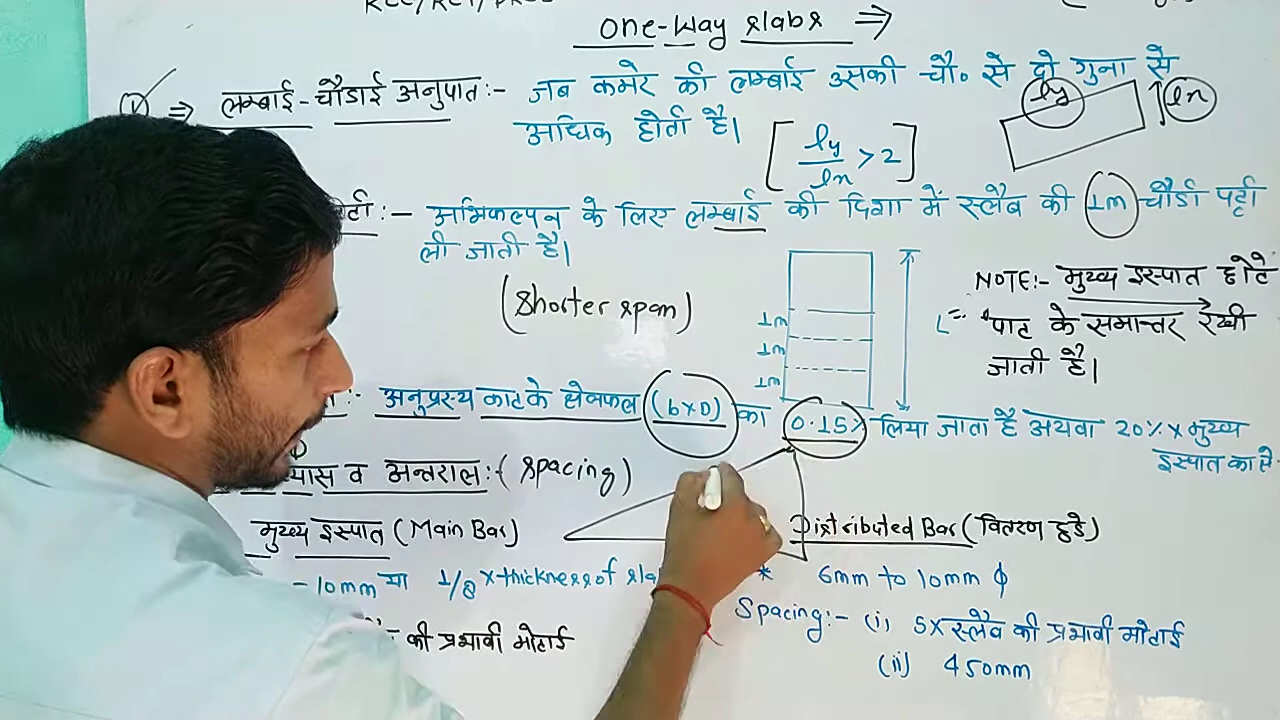 One-Way slabs ⇒
(1) ⇒ लम्बाई-चौडाई अनुपात:- जब कमरे की लम्बाई उसकी चौ० से दो गुना से
अधिक होती है। [ly/lx >2] ly lx
:- अभिकल्पन के लिए लम्बाई की दिशा में स्लैब की 1m चौडी पट्टी
ली जाती है।
(Shorter span)
1m
1m
1m
L=
NOTE:- मुख्य इस्पात छोटे
पाट के समान्तर रखी
जाती है।
:- अनुप्रस्थ काट के क्षेत्रफल (b×D) का 0.15% लिया जाता है अथवा 20%×मुख्य
इस्पात का क्षे०
व अन्तराल:-(spacing)
मुख्य इस्पात (Main Bar)
Distributed Bar (वितरण छडे)
-10mm या 1/8×thickness of
* 6mm to 10mm ϕ
की प्रभावी मोटाई
Spacing:- (i) 5×स्लैब की प्रभावी मोटाई
(ii) 450mm